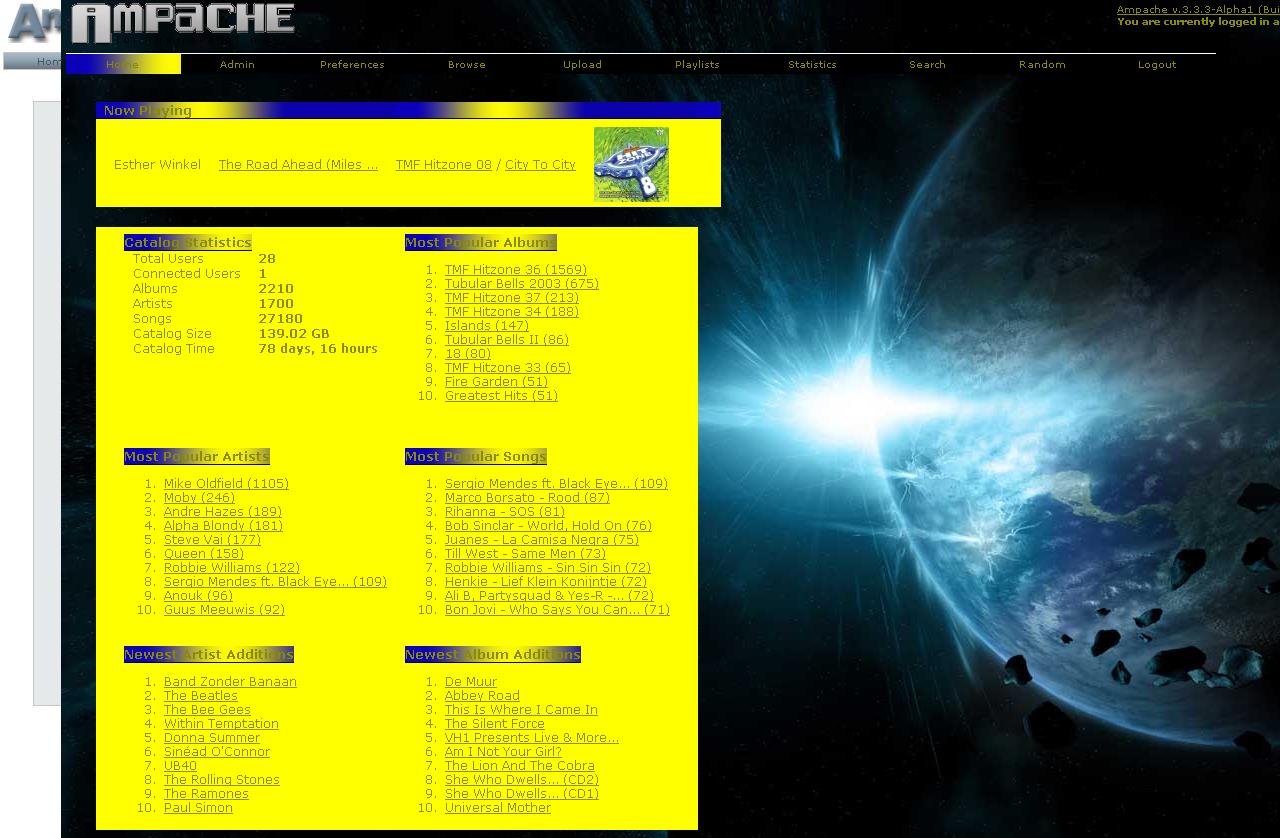 An
AMPACHE
Ampache v.3.3.3-Alpha1 (Bui
You are currently logged in a
Hom
Home Admin Preferences Browse Upload Playlists Statistics Search Random Logout
Now Playing
Esther Winkel The Road Ahead (Miles ... TMF Hitzone 08 / City To City
8
Catalog Statistics
Total Users 28
Connected Users 1
Albums 2210
Artists 1700
Songs 27180
Catalog Size 139.02 GB
Catalog Time 78 days, 16 hours
Most Popular Albums
1. TMF Hitzone 36 (1569)
2. Tubular Bells 2003 (675)
3. TMF Hitzone 37 (213)
4. TMF Hitzone 34 (188)
5. Islands (147)
6. Tubular Bells II (86)
7. 18 (80)
8. TMF Hitzone 33 (65)
9. Fire Garden (51)
10. Greatest Hits (51)
Most Popular Artists
1. Mike Oldfield (1105)
2. Moby (246)
3. Andre Hazes (189)
4. Alpha Blondy (181)
5. Steve Vai (177)
6. Queen (158)
7. Robbie Williams (122)
8. Sergio Mendes ft. Black Eye... (109)
9. Anouk (96)
10. Guus Meeuwis (92)
Most Popular Songs
1. Sergio Mendes ft. Black Eye... (109)
2. Marco Borsato - Rood (87)
3. Rihanna - SOS (81)
4. Bob Sinclar - World, Hold On (76)
5. Juanes - La Camisa Negra (75)
6. Till West - Same Men (73)
7. Robbie Williams - Sin Sin Sin (72)
8. Henkie - Lief Klein Konijntje (72)
9. Ali B, Partysquad & Yes-R -... (72)
10. Bon Jovi - Who Says You Can... (71)
Newest Artist Additions
1. Band Zonder Banaan
2. The Beatles
3. The Bee Gees
4. Within Temptation
5. Donna Summer
6. Sinéad O'Connor
7. UB40
8. The Rolling Stones
9. The Ramones
10. Paul Simon
Newest Album Additions
1. De Muur
2. Abbey Road
3. This Is Where I Came In
4. The Silent Force
5. VH1 Presents Live & More...
6. Am I Not Your Girl?
7. The Lion And The Cobra
8. She Who Dwells... (CD2)
9. She Who Dwells... (CD1)
10. Universal Mother